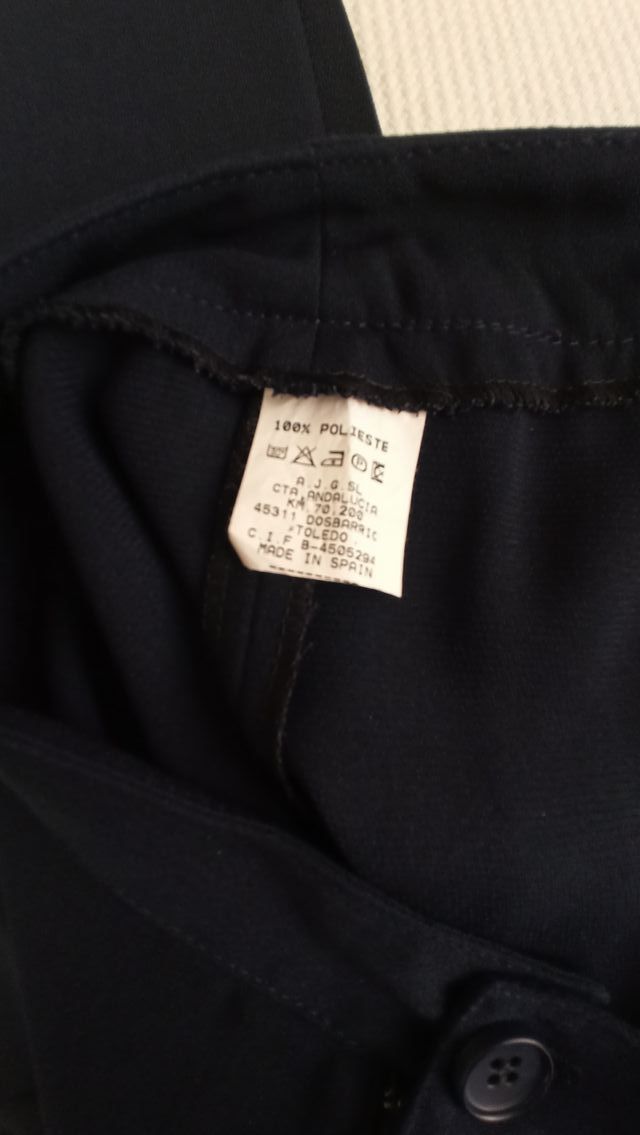 100% POLIESTE
A.J.G.SL
CTA.ANDALUCIA
KM.70,200
45311 DOSBARRIO
TOLEDO
C.I.F B-4505294
MADE IN SPAIN